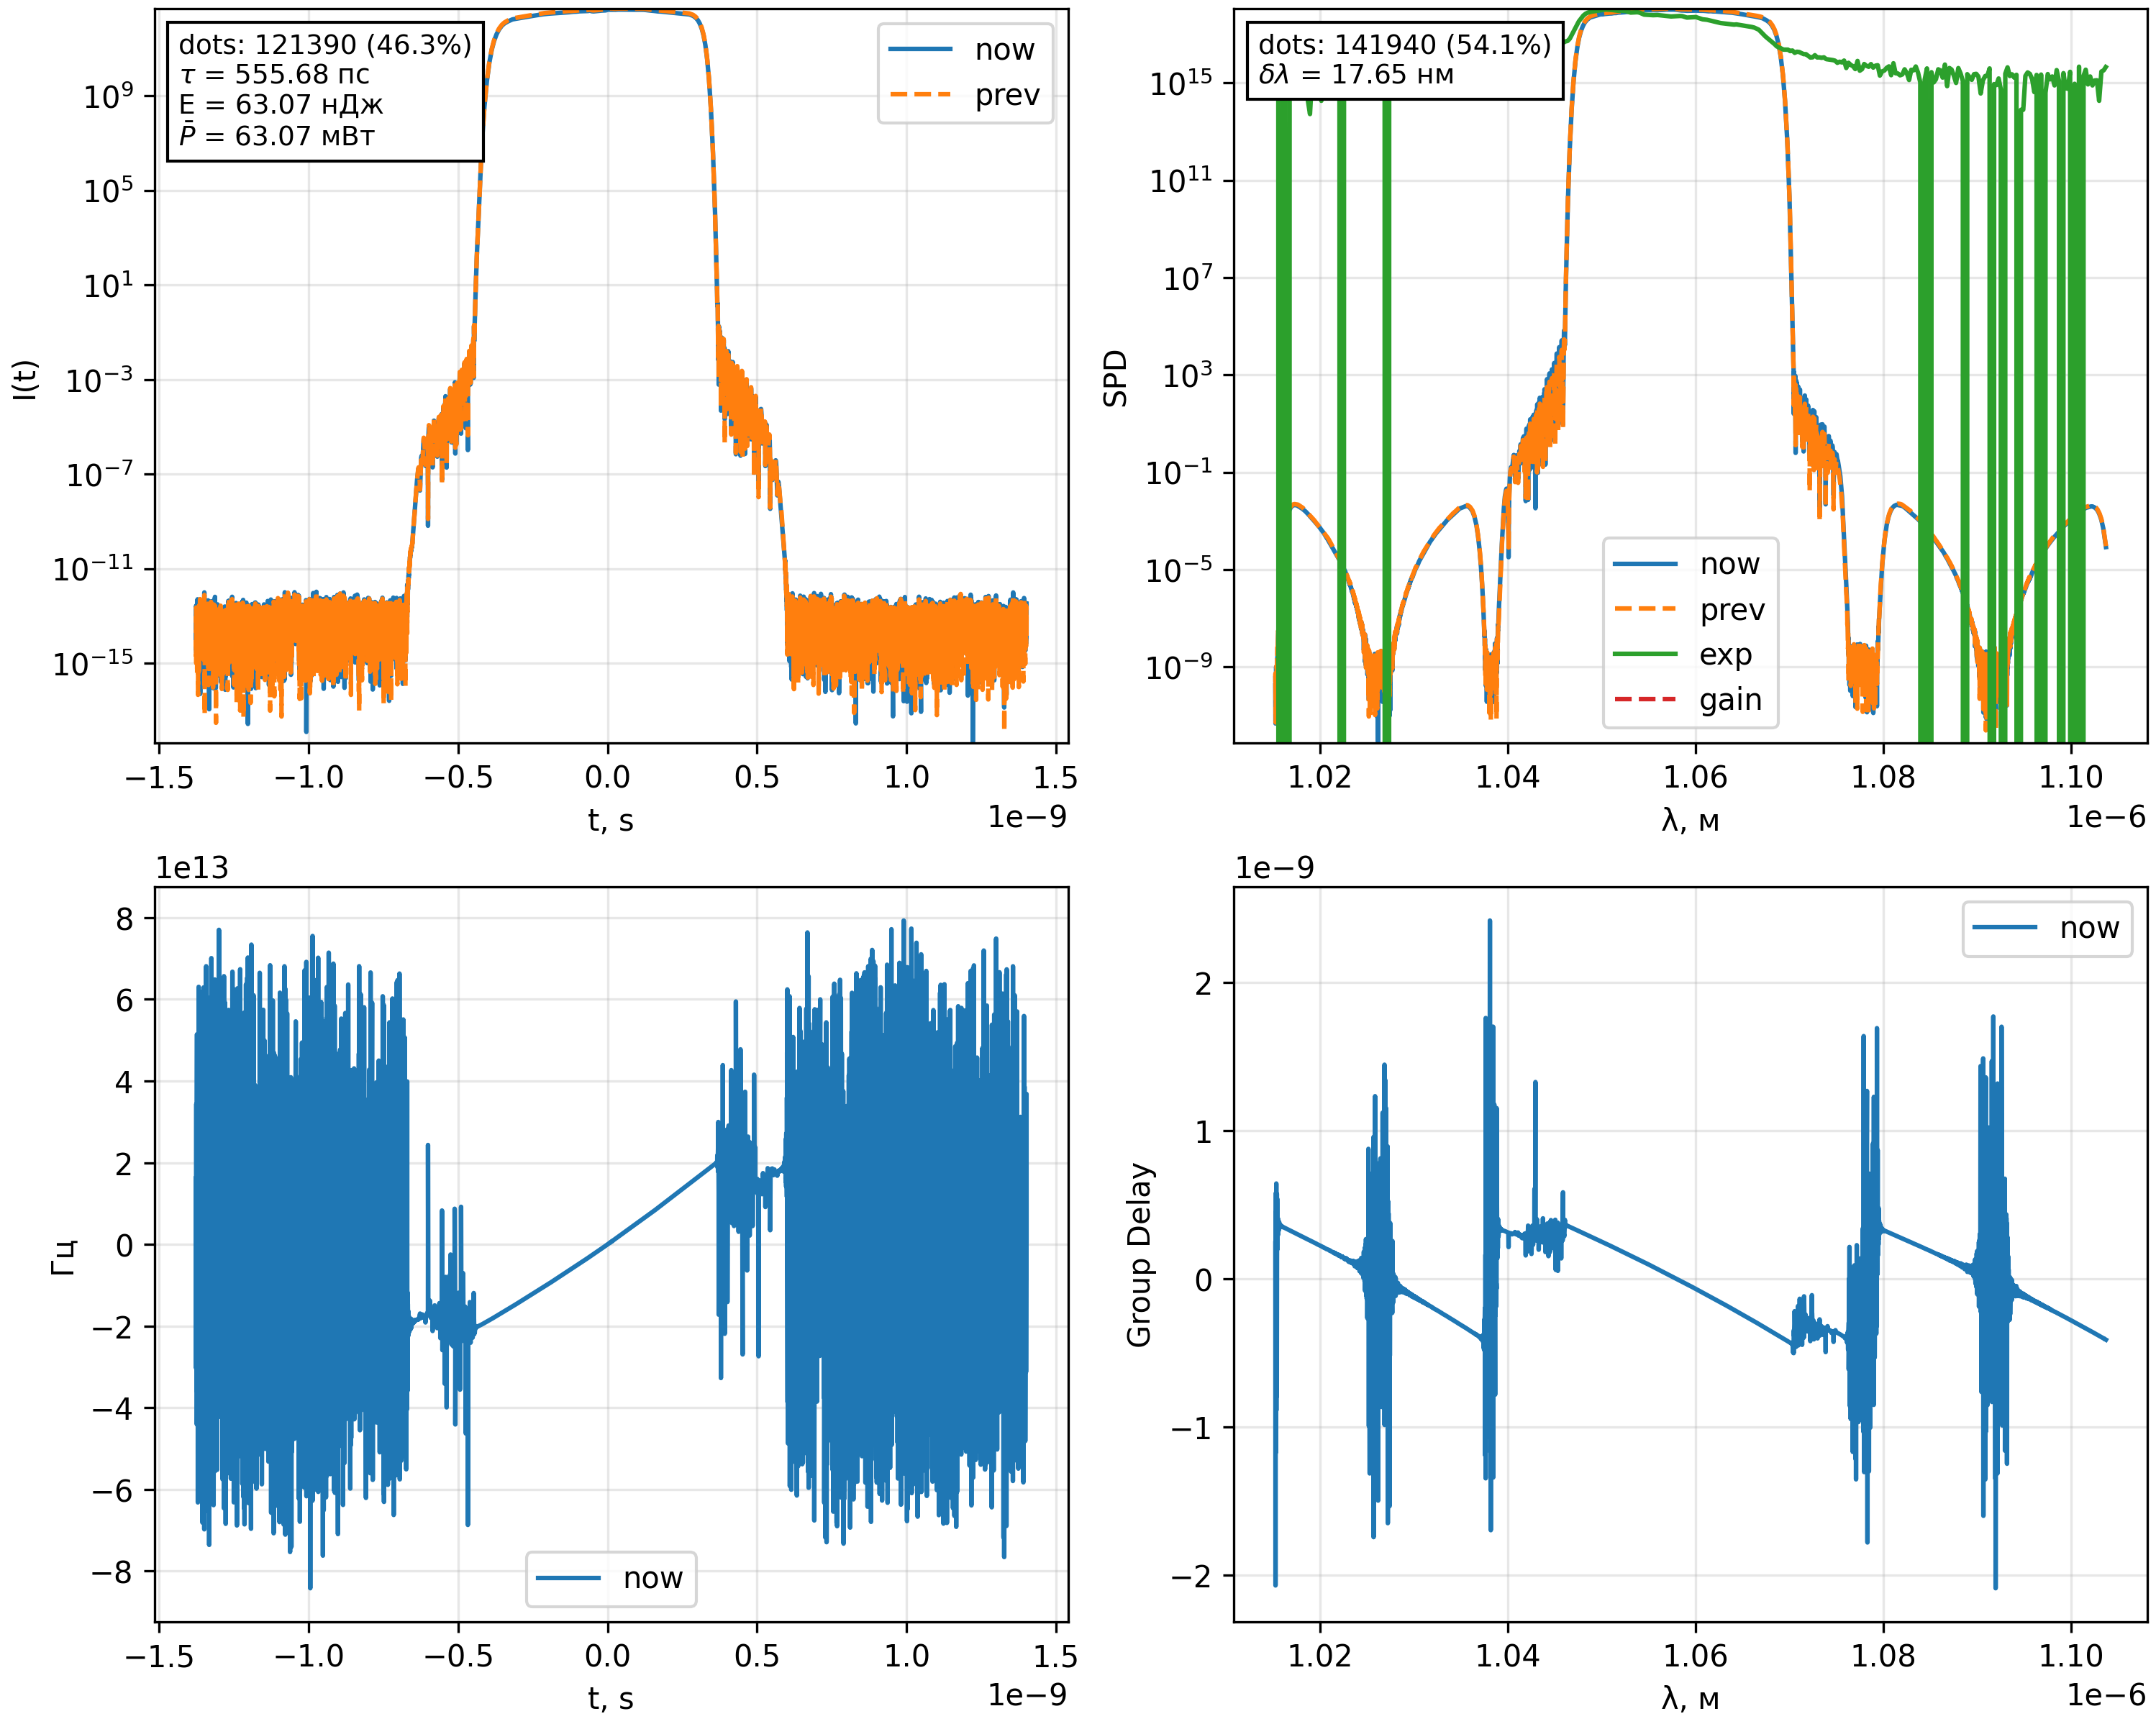 dots: 121390 (46.3%)
τ = 555.68 пс
E = 63.07 нДж
P̄ = 63.07 мВт
now
prev
10⁹
10⁵
10¹
10⁻³
10⁻⁷
10⁻¹¹
10⁻¹⁵
I(t)
−1.5
−1.0
−0.5
0.0
0.5
1.0
1.5
t, s
1e−9
dots: 141940 (54.1%)
δλ = 17.65 нм
10¹⁵
10¹¹
10⁷
10³
10⁻¹
10⁻⁵
10⁻⁹
SPD
now
prev
exp
gain
1.02
1.04
1.06
1.08
1.10
λ, м
1e−6
1e13
8
6
4
2
0
−2
−4
−6
−8
Гц
now
−1.5
−1.0
−0.5
0.0
0.5
1.0
1.5
t, s
1e−9
1e−9
now
2
1
0
−1
−2
Group Delay
1.02
1.04
1.06
1.08
1.10
λ, м
1e−6